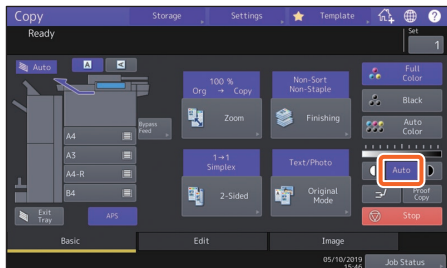 Copy
Storage
Settings
Template
?
Ready
Set
1
Auto
A
A
100 %
Org → Copy
Non-Sort
Non-Staple
Full
Color
Bypass
Feed
Zoom
Finishing
Black
A4
Auto
Color
A3
1→1
Simplex
Text/Photo
A4-R
Auto
B4
2-Sided
Original
Mode
Proof
Copy
Exit
Tray
APS
Stop
Basic
Edit
Image
05/10/2019
15:46
Job Status